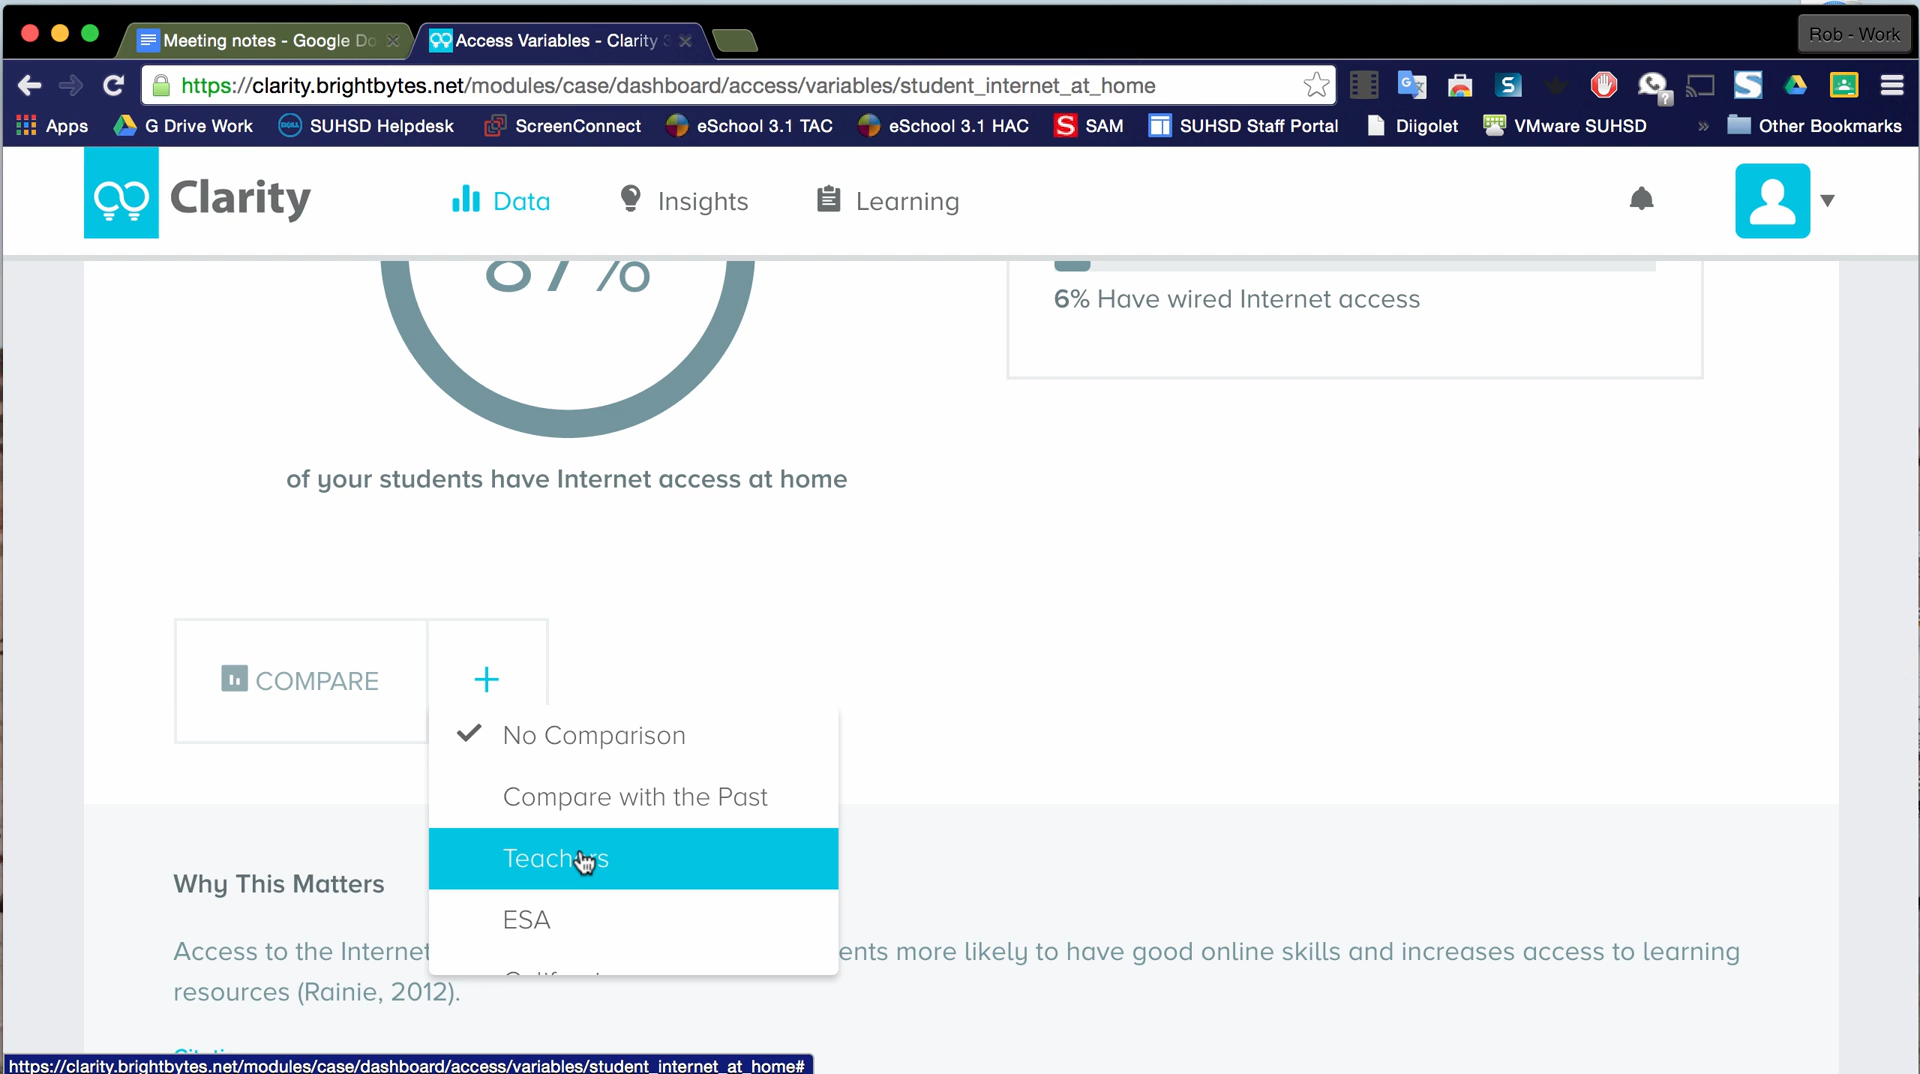 Meeting notes - Google Do
Access Variables - Clarity
Rob - Work
https://clarity.brightbytes.net/modules/case/dashboard/access/variables/student_internet_at_home
Apps G Drive Work SUHSD Helpdesk ScreenConnect eSchool 3.1 TAC eSchool 3.1 HAC SAM SUHSD Staff Portal Diigolet VMware SUHSD » Other Bookmarks
Clarity Data Insights Learning
87%
6% Have wired Internet access
of your students have Internet access at home
COMPARE +
No Comparison
Compare with the Past
Teachers
ESA
Why This Matters
Access to the Internet ents more likely to have good online skills and increases access to learning
resources (Rainie, 2012).
https://clarity.brightbytes.net/modules/case/dashboard/access/variables/student_internet_at_home#